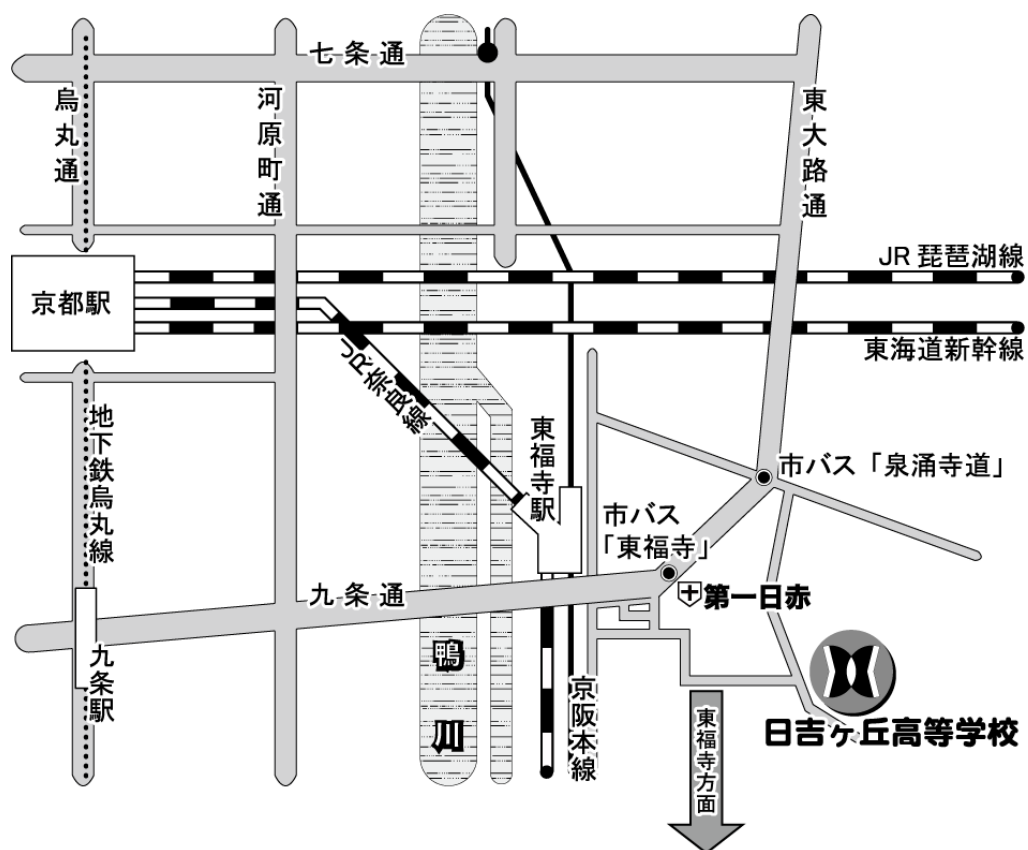 七条通
烏丸通
河原町通
東大路通
JR 琵琶湖線
京都駅
東海道新幹線
JR奈良線
地下鉄烏丸線
東福寺駅
市バス「泉涌寺道」
市バス
「東福寺」
九条通
第一日赤
九条駅
鴨川
京阪本線
日吉ヶ丘高等学校
東福寺方面